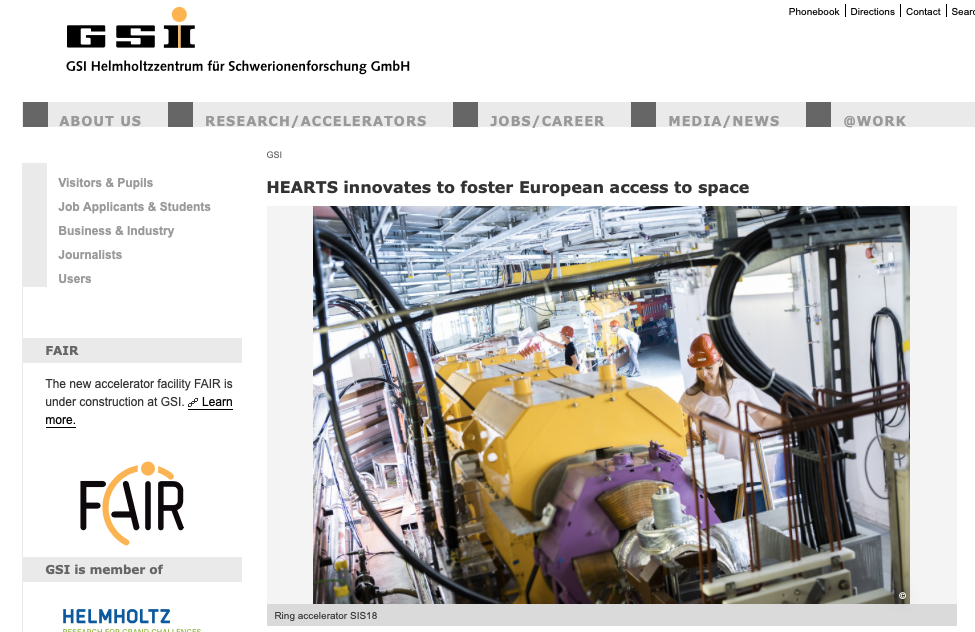 Phonebook | Directions | Contact | Sear
GSI
GSI Helmholtzzentrum für Schwerionenforschung GmbH
ABOUT US RESEARCH/ACCELERATORS JOBS/CAREER MEDIA/NEWS @WORK
GSI
Visitors & Pupils
Job Applicants & Students
Business & Industry
Journalists
Users
HEARTS innovates to foster European access to space
©
Ring accelerator SIS18
FAIR
The new accelerator facility FAIR is
under construction at GSI. Learn
more.
FAIR
GSI is member of
HELMHOLTZ
RESEARCH FOR GRAND CHALLENGES